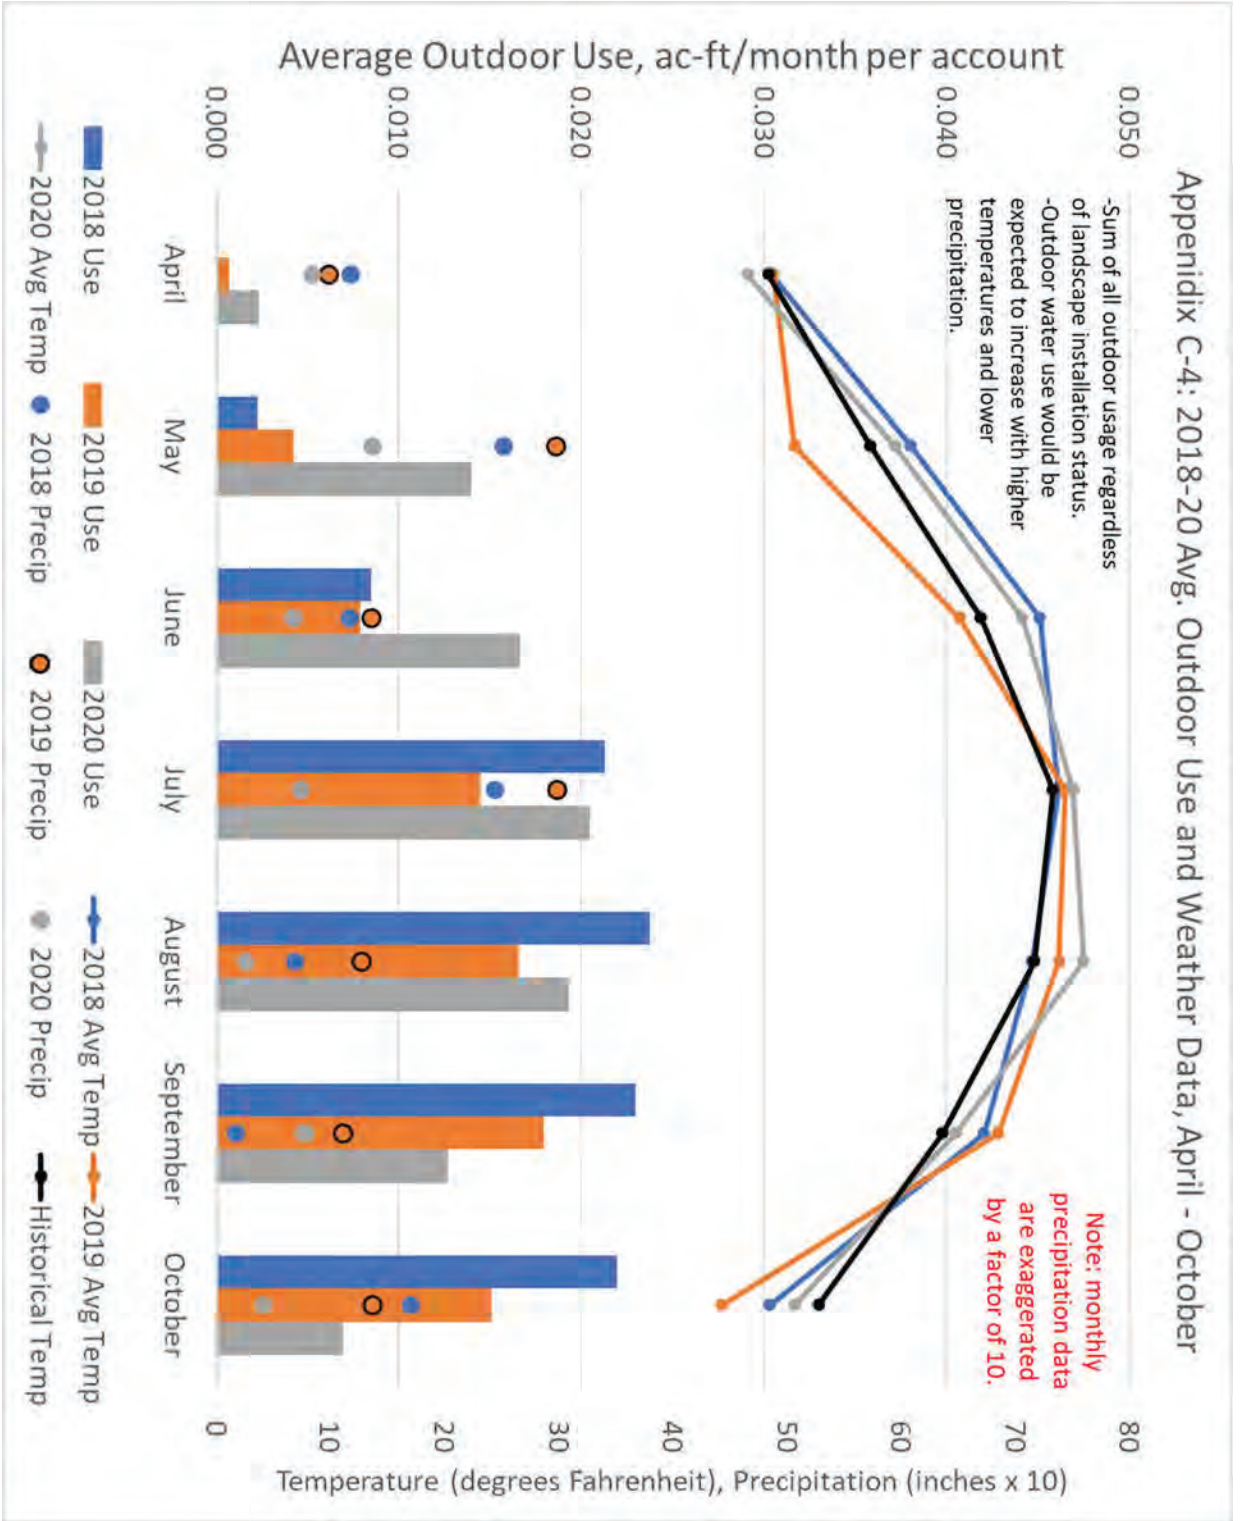 Appenidix C-4: 2018-20 Avg. Outdoor Use and Weather Data, April - October
Average Outdoor Use, ac-ft/month per account
0.050
0.040
0.030
0.020
0.010
0.000
-Sum of all outdoor usage regardless
of landscape installation status.
-Outdoor water use would be
expected to increase with higher
temperatures and lower
precipitation.
Note: monthly
precipitation data
are exaggerated
by a factor of 10.
80
70
60
50
40
30
20
10
0
Temperature (degrees Fahrenheit), Precipitation (inches x 10)
April
May
June
July
August
September
October
2018 Use
2019 Use
2020 Use
2018 Avg Temp
2019 Avg Temp
2020 Avg Temp
2018 Precip
2019 Precip
2020 Precip
Historical Temp